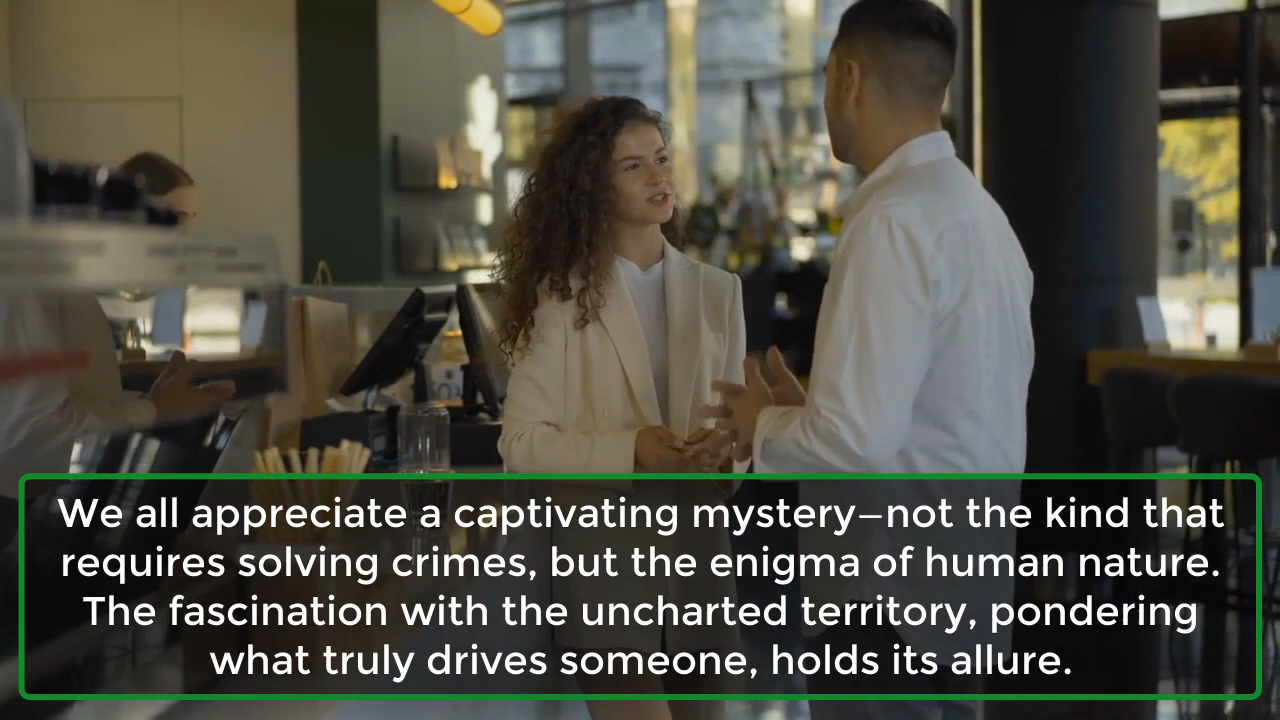 We all appreciate a captivating mystery—not the kind that
requires solving crimes, but the enigma of human nature.
The fascination with the uncharted territory, pondering
what truly drives someone, holds its allure.